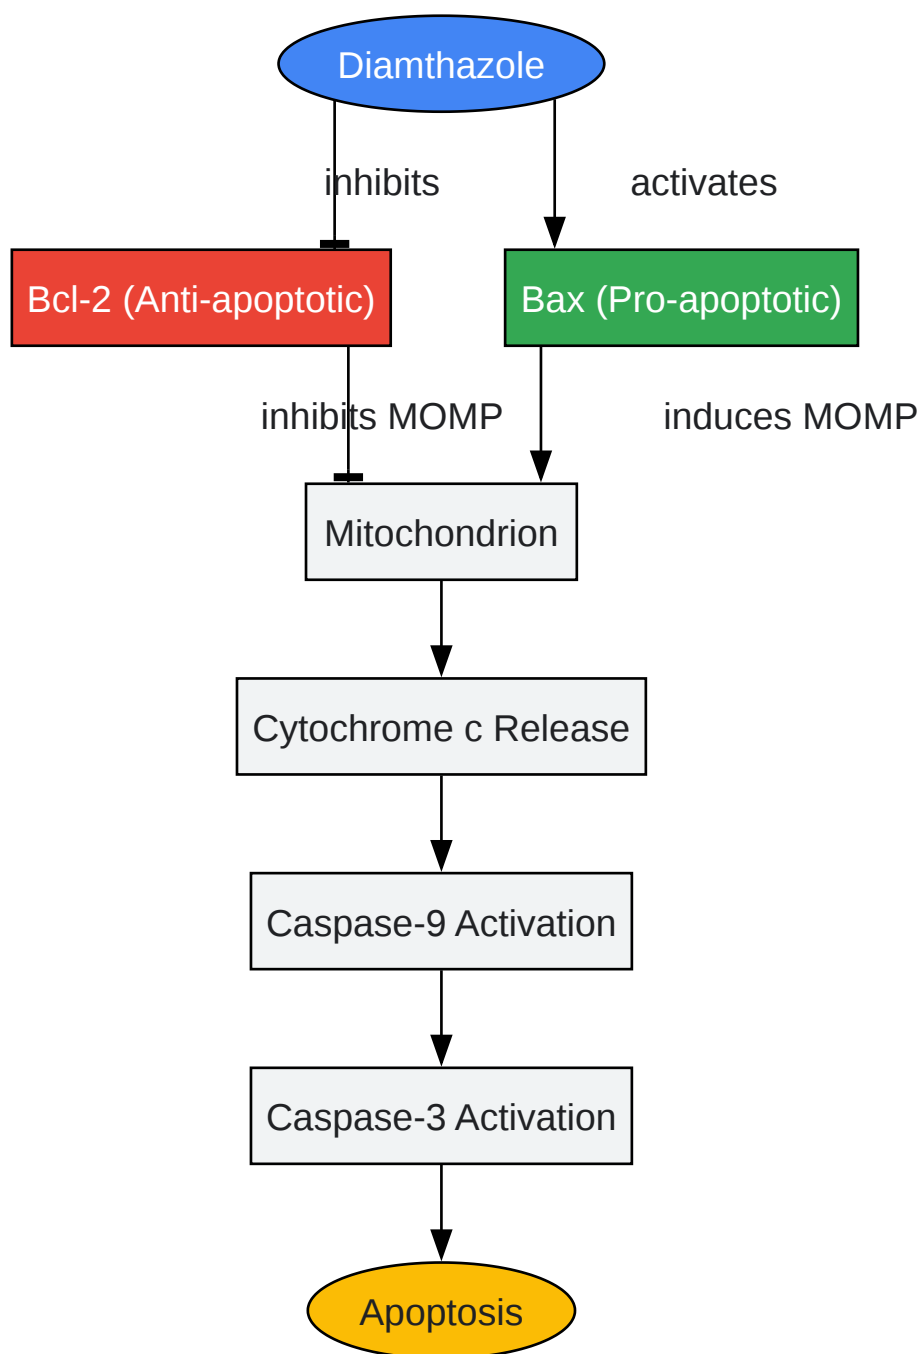 Diamthazole
inhibits
activates
Bcl-2 (Anti-apoptotic)
Bax (Pro-apoptotic)
inhibits MOMP
induces MOMP
Mitochondrion
Cytochrome c Release
Caspase-9 Activation
Caspase-3 Activation
Apoptosis